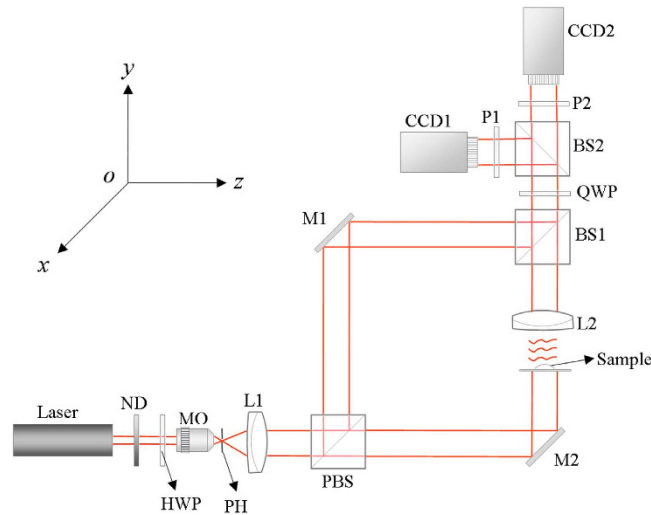 CCD2
y
P2
P1
CCD1
BS2
o
z
QWP
M1
BS1
x
L2
Sample
Laser
ND
MO
L1
M2
PBS
HWP
PH